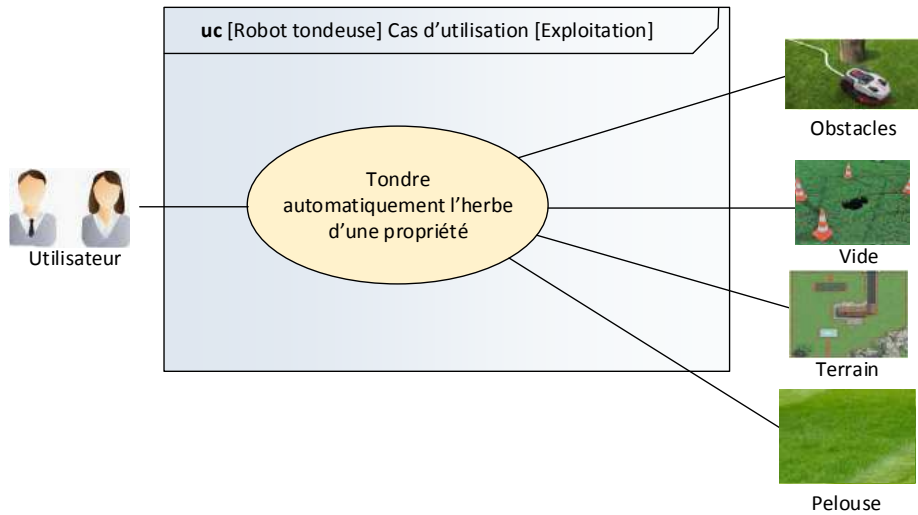 uc [Robot tondeuse] Cas d’utilisation [Exploitation]
Obstacles
Tondre
automatiquement l’herbe
d’une propriété
Utilisateur
Vide
Terrain
Pelouse